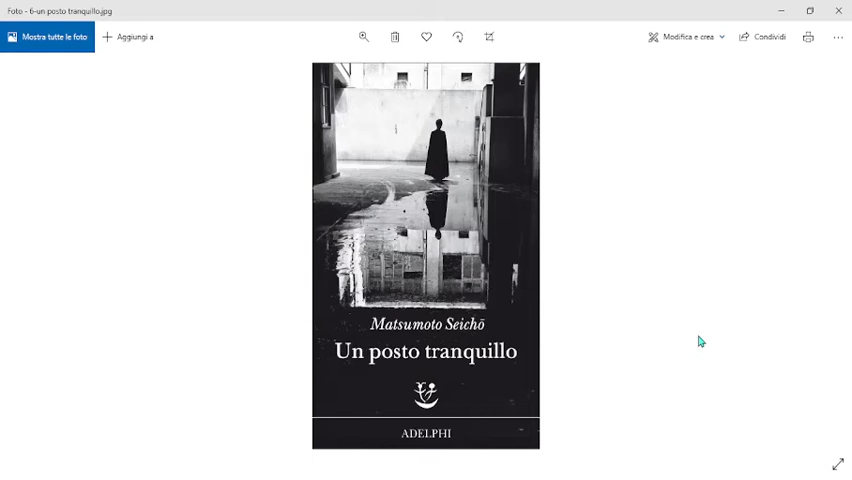 Foto - 6-un posto tranquillo.jpg
Mostra tutte le foto
Aggiungi a
Modifica e crea
Condividi
Matsumoto Seichō
Un posto tranquillo
ADELPHI